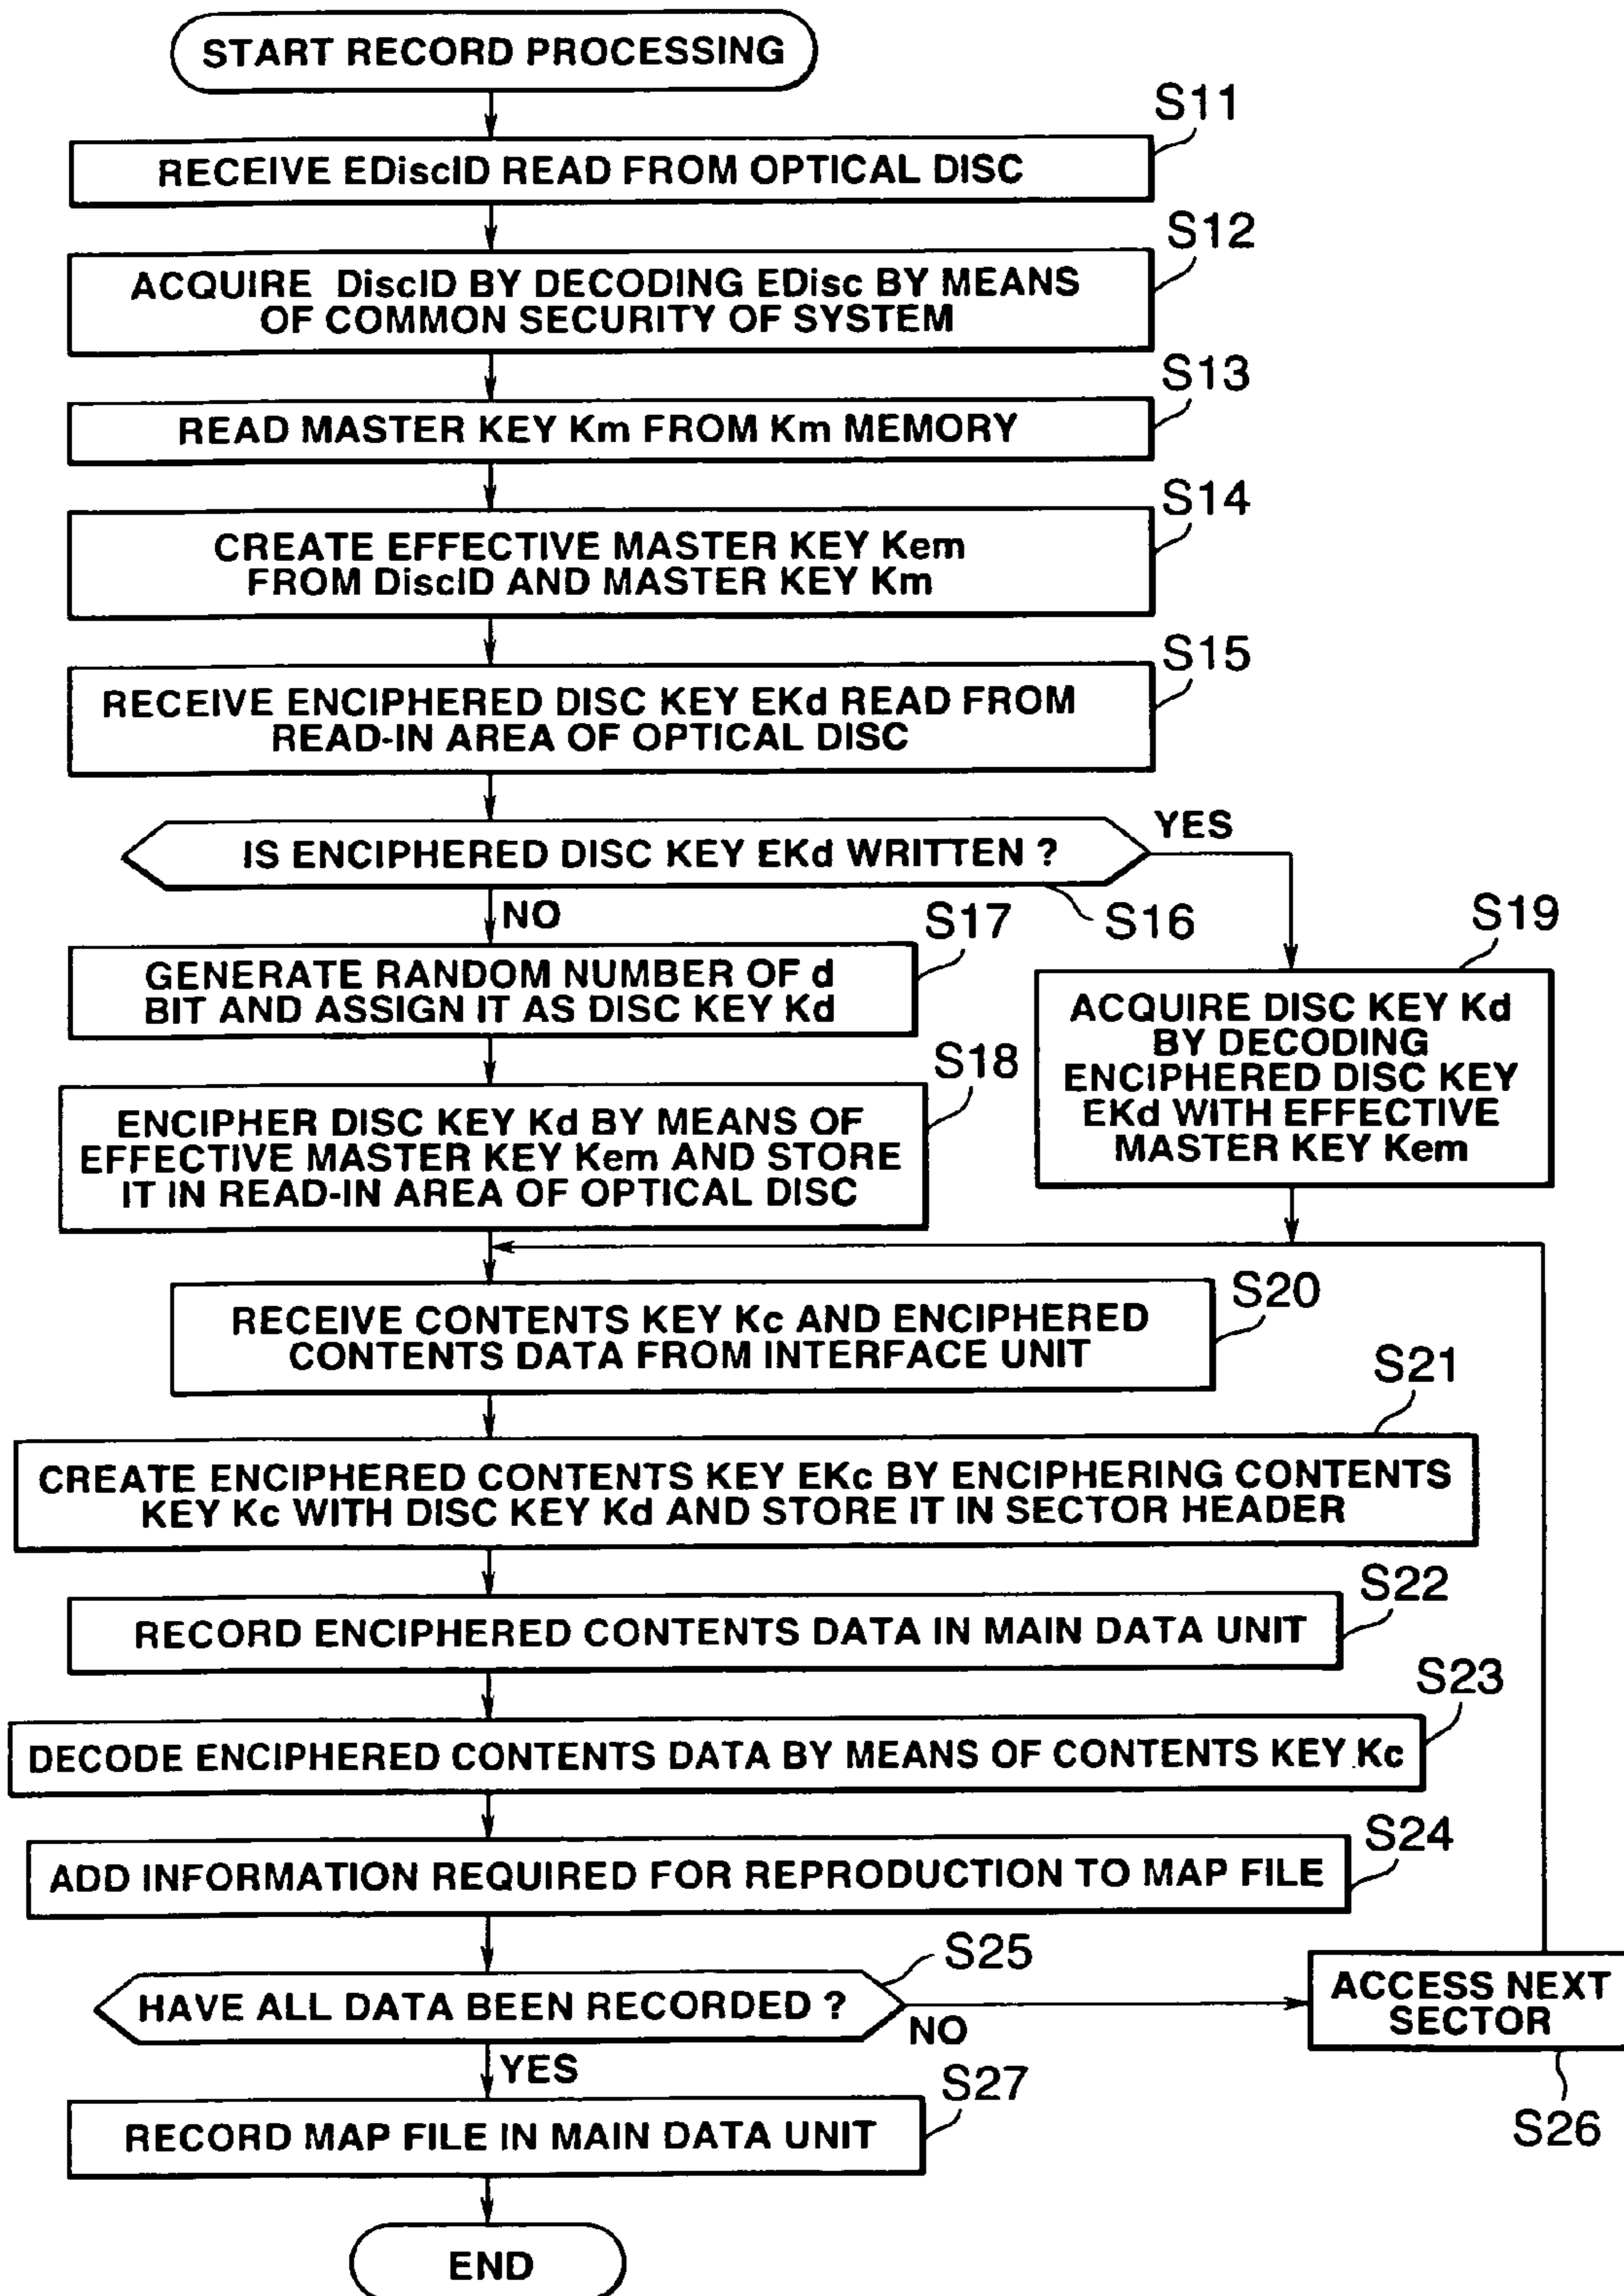 START RECORD PROCESSING
S11
RECEIVE EDiscID READ FROM OPTICAL DISC
S12
ACQUIRE DiscID BY DECODING EDisc BY MEANS
OF COMMON SECURITY OF SYSTEM
S13
READ MASTER KEY Km FROM Km MEMORY
S14
CREATE EFFECTIVE MASTER KEY Kem
FROM DiscID AND MASTER KEY Km
S15
RECEIVE ENCIPHERED DISC KEY EKd READ FROM
READ-IN AREA OF OPTICAL DISC
IS ENCIPHERED DISC KEY EKd WRITTEN ?
YES
NO
S16
S17
GENERATE RANDOM NUMBER OF d
BIT AND ASSIGN IT AS DISC KEY Kd
S18
ENCIPHER DISC KEY Kd BY MEANS OF
EFFECTIVE MASTER KEY Kem AND STORE
IT IN READ-IN AREA OF OPTICAL DISC
S19
ACQUIRE DISC KEY Kd
BY DECODING
ENCIPHERED DISC KEY
EKd WITH EFFECTIVE
MASTER KEY Kem
S20
RECEIVE CONTENTS KEY Kc AND ENCIPHERED
CONTENTS DATA FROM INTERFACE UNIT
S21
CREATE ENCIPHERED CONTENTS KEY EKc BY ENCIPHERING CONTENTS
KEY Kc WITH DISC KEY Kd AND STORE IT IN SECTOR HEADER
S22
RECORD ENCIPHERED CONTENTS DATA IN MAIN DATA UNIT
S23
DECODE ENCIPHERED CONTENTS DATA BY MEANS OF CONTENTS KEY Kc
S24
ADD INFORMATION REQUIRED FOR REPRODUCTION TO MAP FILE
S25
HAVE ALL DATA BEEN RECORDED ?
NO
ACCESS NEXT
SECTOR
S26
YES
S27
RECORD MAP FILE IN MAIN DATA UNIT
END